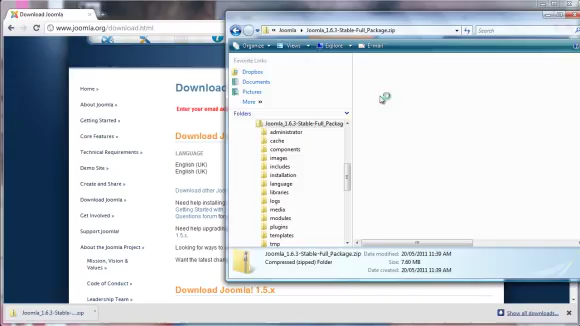 Download Joomla
www.joomla.org/download.html
Joomla
Joomla_1.6.3-Stable-Full_Package.zip
Search
Organize
Views
Explore
E-mail
Favorite Links
Dropbox
Documents
Pictures
More »
Folders
Joomla_1.6.3-Stable-Full_Packag
administrator
cache
components
images
includes
installation
language
libraries
logs
media
modules
plugins
templates
tmp
Joomla_1.6.3-Stable-Full_Package.zip Date modified: 20/05/2011 11:39 AM
Compressed (zipped) Folder Size: 7.60 MB
Date created: 20/05/2011 11:39 AM
Home »
About Joomla »
Getting Started »
Core Features »
Technical Requirements »
Demo Site »
Create and Share »
Download Joomla »
Get Involved »
Support Joomla!
About the Joomla Project »
Mission, Vision &
Values »
Code of Conduct »
Leadership Team »
Download
Enter your email ad
Download J
LANGUAGE
English (UK)
English (UK)
Download other Jo
Need help installing
Getting Started with
Questions forum for
Need help upgrading
1.5.x.
Looking for ways to
Want the latest chan
Download Joomla! 1.5.x
Joomla_1.6.3-Stable-....zip
Show all downloads...